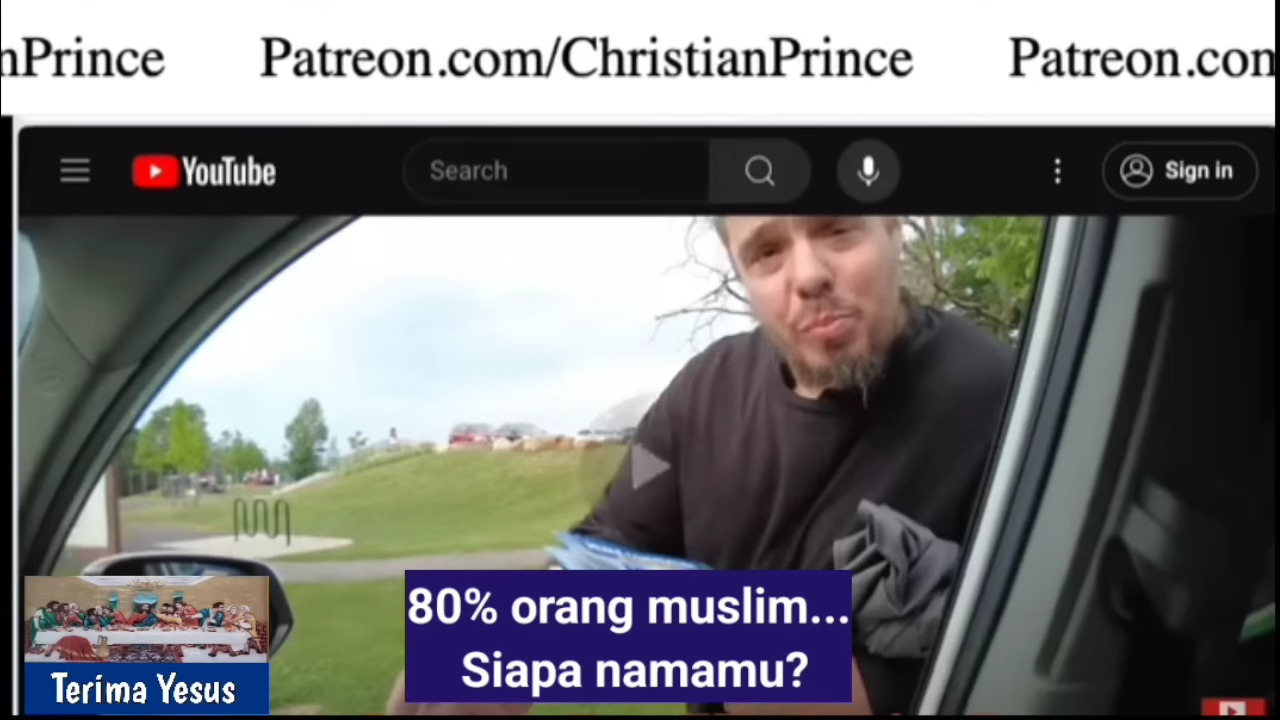 nPrince Patreon.com/ChristianPrince Patreon.con
YouTube Search Sign in
80% orang muslim...
Siapa namamu?
Terima Yesus